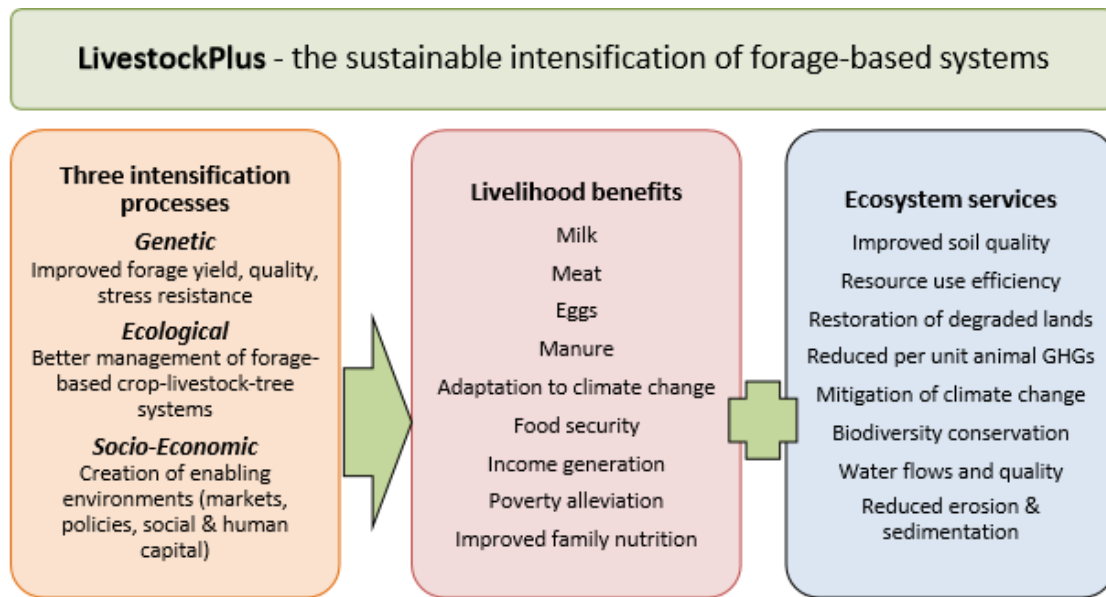 LivestockPlus - the sustainable intensification of forage-based systems
Three intensification
processes
Genetic
Improved forage yield, quality,
stress resistance
Ecological
Better management of forage-
based crop-livestock-tree
systems
Socio-Economic
Creation of enabling
environments (markets,
policies, social & human
capital)
Livelihood benefits
Milk
Meat
Eggs
Manure
Adaptation to climate change
Food security
Income generation
Poverty alleviation
Improved family nutrition
Ecosystem services
Improved soil quality
Resource use efficiency
Restoration of degraded lands
Reduced per unit animal GHGs
Mitigation of climate change
Biodiversity conservation
Water flows and quality
Reduced erosion &
sedimentation